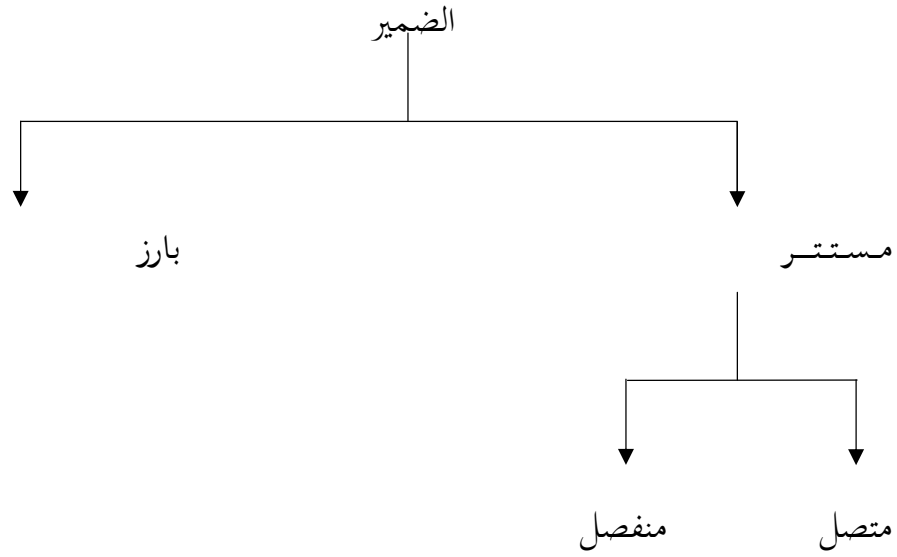 الضمير
مستتر بارز
متصل منفصل